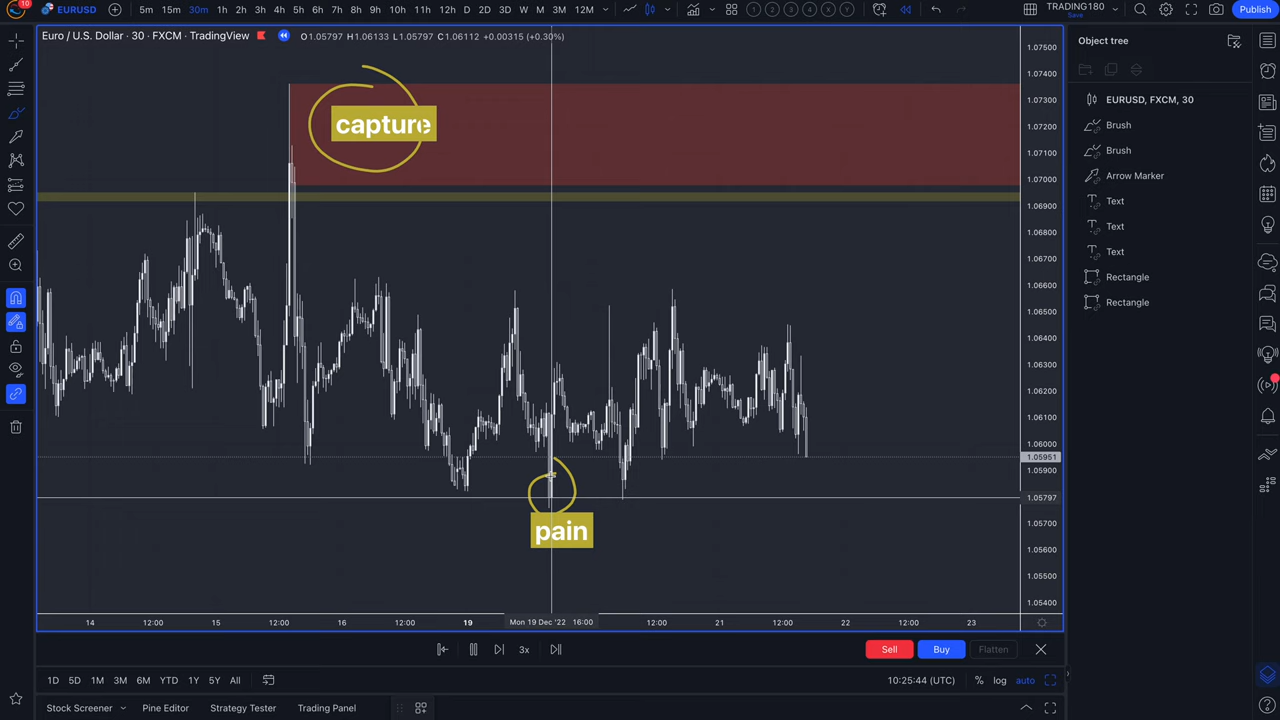 10
EURUSD
5m 15m 30m 1h 2h 3h 4h 5h 6h 7h 8h 9h 10h 11h 12h D 2D 3D W M 3M 12M
1 2 3 4 X Y
TRADING180
Save
Publish
Euro / U.S. Dollar · 30 · FXCM · TradingView
O1.05797 H1.06133 L1.05797 C1.06112 +0.00315 (+0.30%)
Object tree
EURUSD, FXCM, 30
Brush
Brush
Arrow Marker
Text
Text
Text
Rectangle
Rectangle
capture
pain
1.07500
1.07400
1.07300
1.07200
1.07100
1.07000
1.06900
1.06800
1.06700
1.06600
1.06500
1.06400
1.06300
1.06200
1.06100
1.06000
1.05951
1.05900
1.05797
1.05700
1.05600
1.05500
1.05400
14 12:00 15 12:00 16 12:00 19 Mon 19 Dec '22 16:00 12:00 21 12:00 22 12:00 23
3x
Sell Buy Flatten
1D 5D 1M 3M 6M YTD 1Y 5Y All
10:25:44 (UTC) % log auto
Stock Screener Pine Editor Strategy Tester Trading Panel